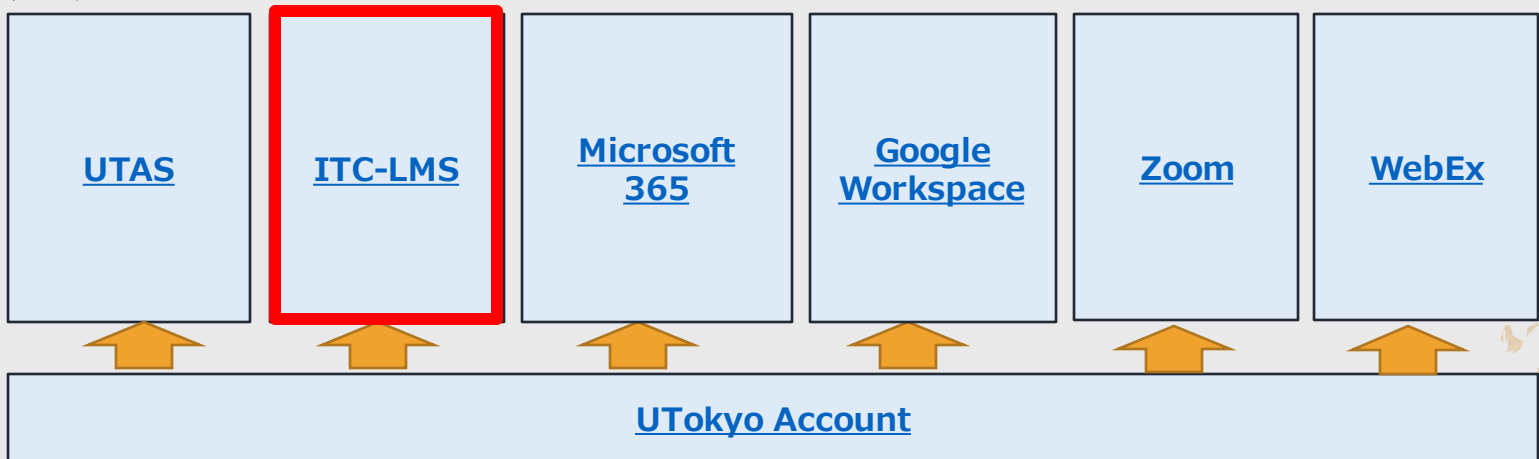 UTAS
ITC-LMS
Microsoft
365
Google
Workspace
Zoom
WebEx
UTokyo Account